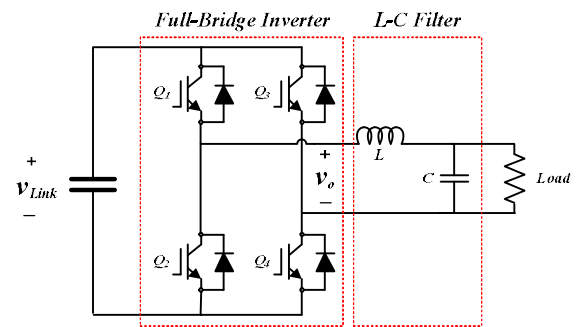 Full-Bridge Inverter
L-C Filter
Q1
Q3
+
vLink
−
+
vo
−
L
C
Load
Q2
Q4